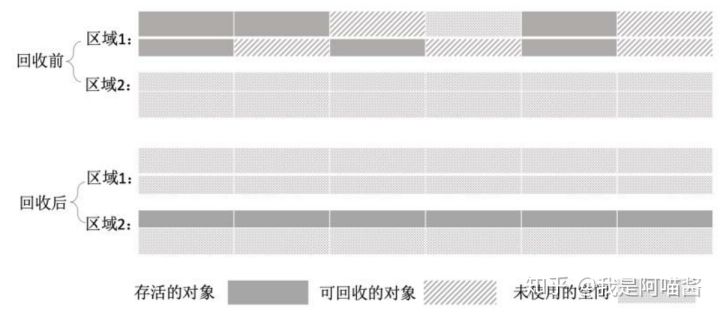 回收前
区域1：
区域2：
回收后
区域1：
区域2：
存活的对象 可回收的对象 未使用的空间
知乎 @我是阿喵酱